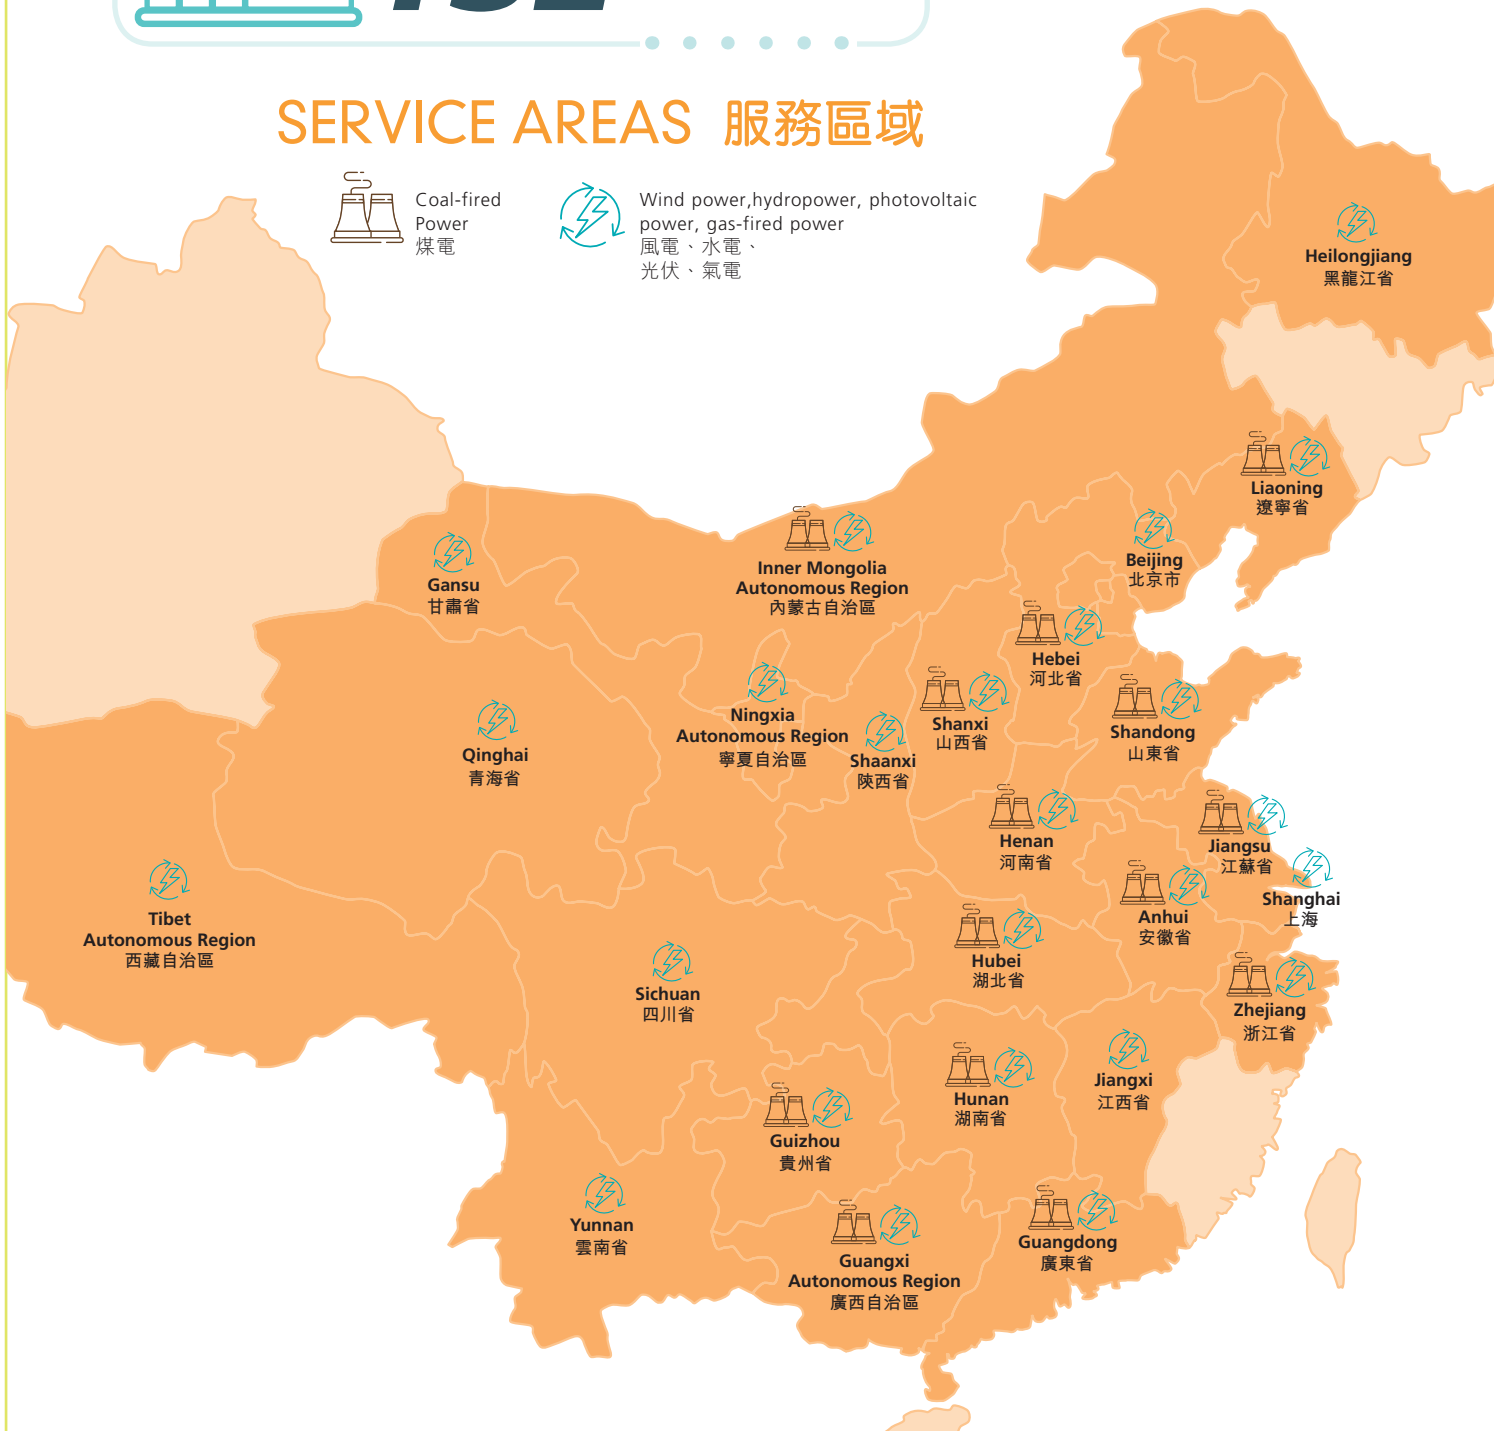 SERVICE AREAS 服務區域
Coal-fired
Power
煤電
Wind power,hydropower, photovoltaic
power, gas-fired power
風電、水電、
光伏、氣電
Heilongjiang
黑龍江省
Liaoning
遼寧省
Beijing
北京市
Inner Mongolia
Autonomous Region
內蒙古自治區
Gansu
甘肅省
Hebei
河北省
Shanxi
山西省
Shandong
山東省
Ningxia
Autonomous Region
寧夏自治區
Shaanxi
陝西省
Qinghai
青海省
Henan
河南省
Jiangsu
江蘇省
Shanghai
上海
Anhui
安徽省
Tibet
Autonomous Region
西藏自治區
Hubei
湖北省
Sichuan
四川省
Zhejiang
浙江省
Hunan
湖南省
Jiangxi
江西省
Guizhou
貴州省
Yunnan
雲南省
Guangxi
Autonomous Region
廣西自治區
Guangdong
廣東省